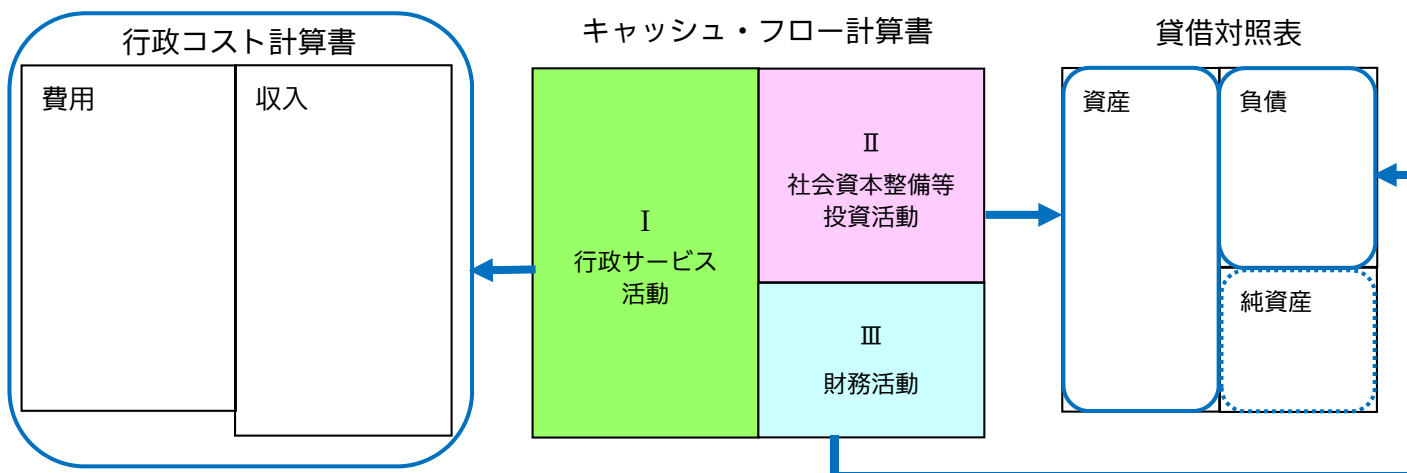 行政コスト計算書
費用
収入
キャッシュ・フロー計算書
Ⅰ
行政サービス
活動
Ⅱ
社会資本整備等
投資活動
Ⅲ
財務活動
貸借対照表
資産
負債
純資産